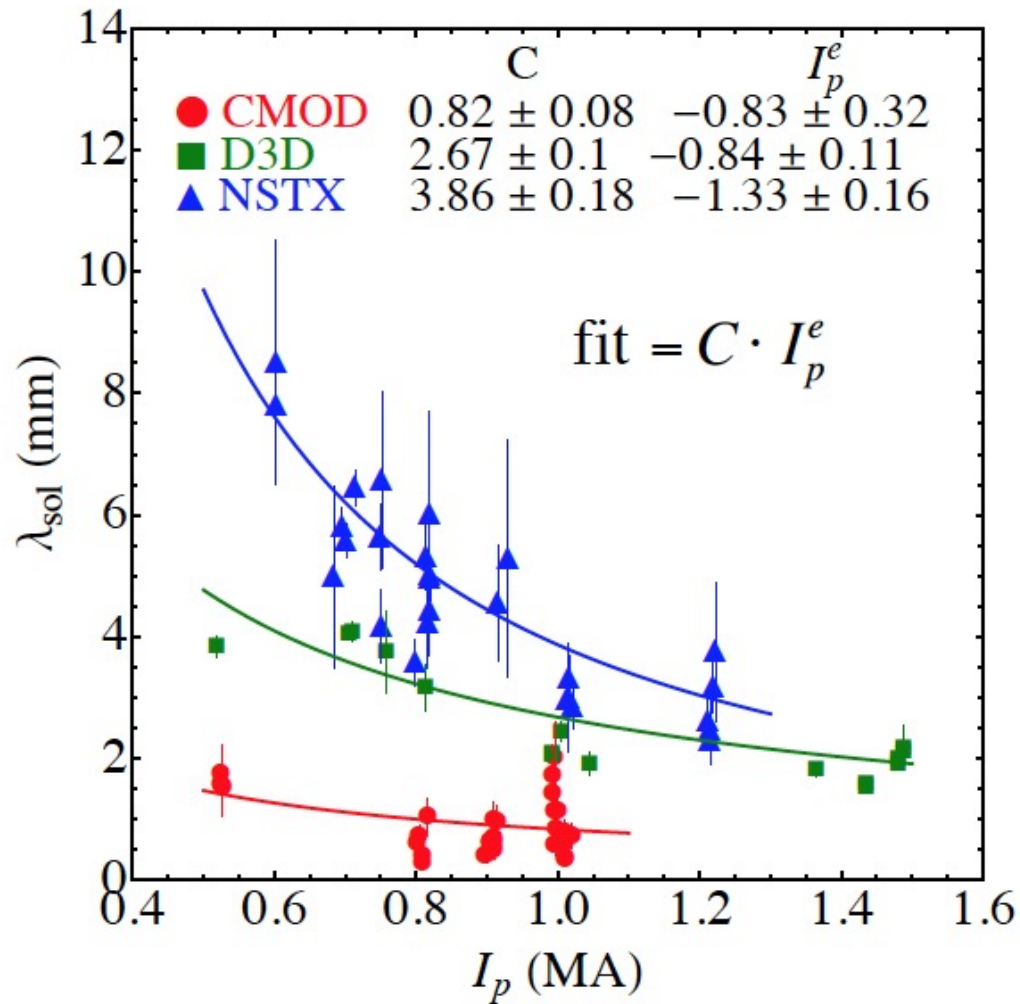 14
C I_p^e
CMOD 0.82 ± 0.08 −0.83 ± 0.32
12
D3D 2.67 ± 0.1 −0.84 ± 0.11
NSTX 3.86 ± 0.18 −1.33 ± 0.16
10
fit = C · I_p^e
8
λ_sol (mm)
6
4
2
0
0.4 0.6 0.8 1.0 1.2 1.4 1.6
I_p (MA)